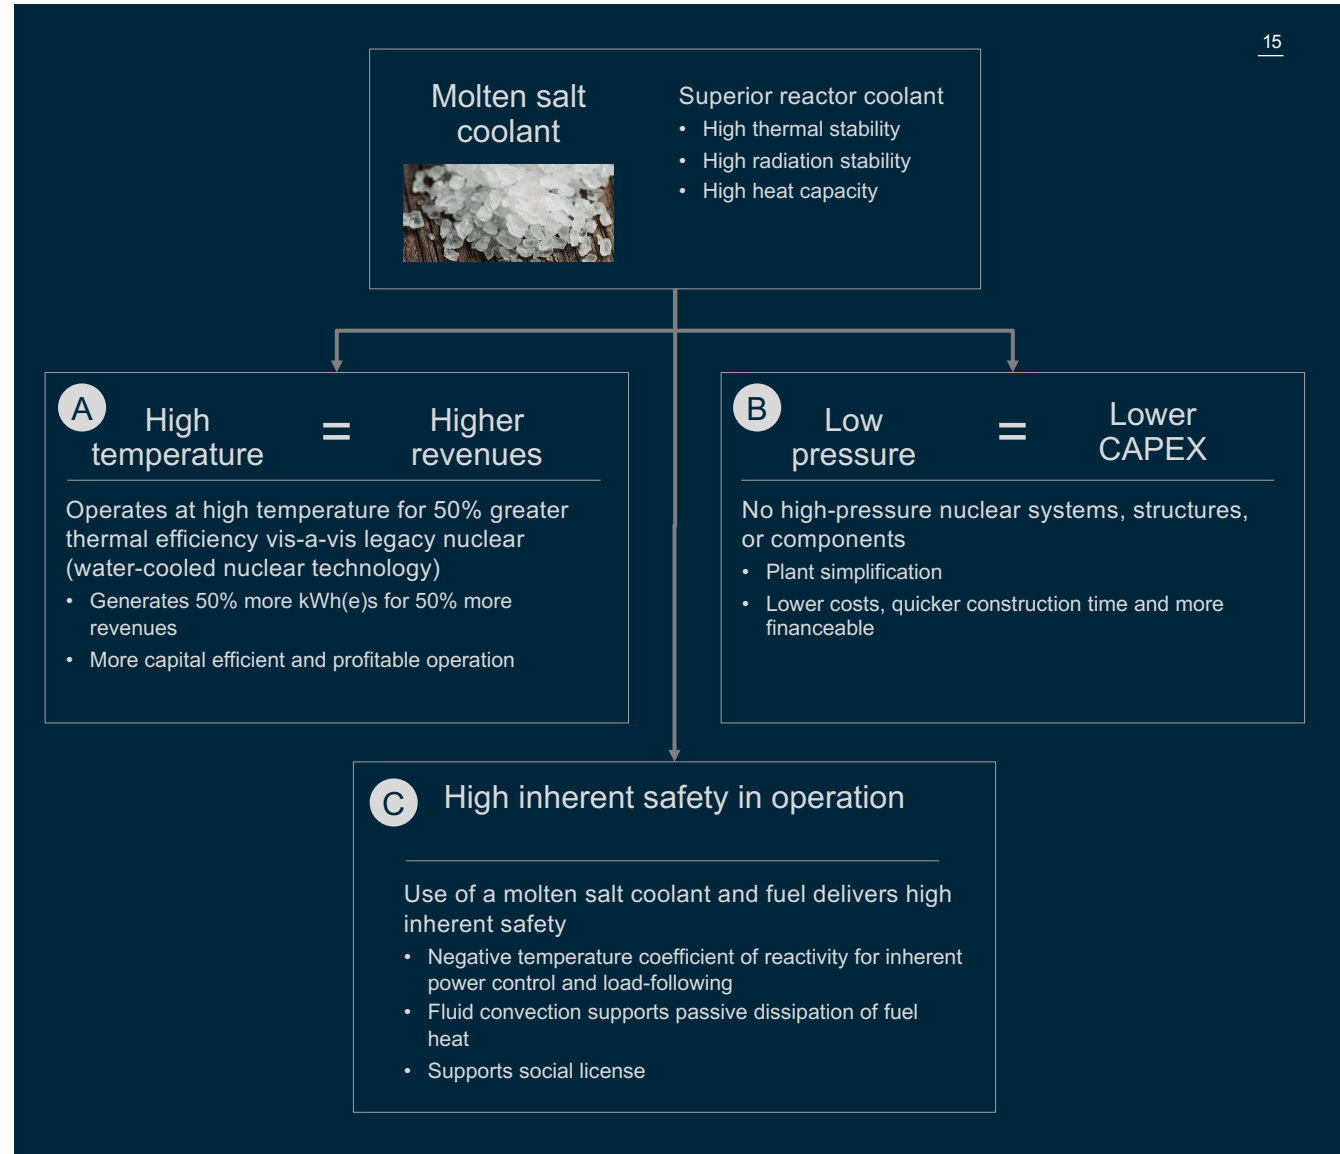 15
Molten salt
coolant
Superior reactor coolant
• High thermal stability
• High radiation stability
• High heat capacity
A
High
temperature
=
Higher
revenues
Operates at high temperature for 50% greater
thermal efficiency vis-a-vis legacy nuclear
(water-cooled nuclear technology)
• Generates 50% more kWh(e)s for 50% more
revenues
• More capital efficient and profitable operation
B
Low
pressure
=
Lower
CAPEX
No high-pressure nuclear systems, structures,
or components
• Plant simplification
• Lower costs, quicker construction time and more
financeable
C
High inherent safety in operation
Use of a molten salt coolant and fuel delivers high
inherent safety
• Negative temperature coefficient of reactivity for inherent
power control and load-following
• Fluid convection supports passive dissipation of fuel
heat
• Supports social license